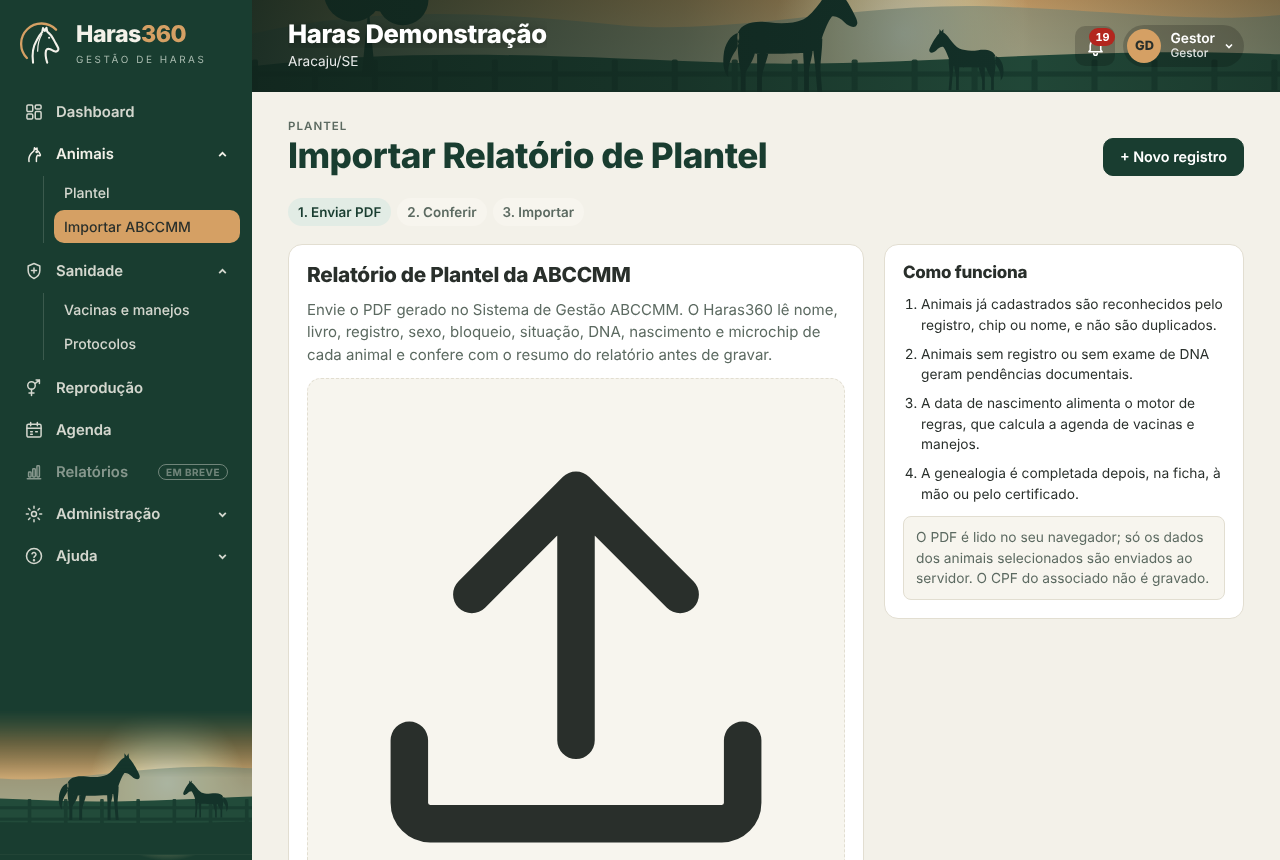 Haras360
GESTÃO DE HARAS
Dashboard
Animais
Plantel
Importar ABCCMM
Sanidade
Vacinas e manejos
Protocolos
Reprodução
Agenda
Relatórios
EM BREVE
Administração
Ajuda
Haras Demonstração
Aracaju/SE
19
GD
Gestor
Gestor
PLANTEL
Importar Relatório de Plantel
+ Novo registro
1. Enviar PDF
2. Conferir
3. Importar
Relatório de Plantel da ABCCMM
Envie o PDF gerado no Sistema de Gestão ABCCMM. O Haras360 lê nome,
livro, registro, sexo, bloqueio, situação, DNA, nascimento e microchip de
cada animal e confere com o resumo do relatório antes de gravar.
Como funciona
1. Animais já cadastrados são reconhecidos pelo
registro, chip ou nome, e não são duplicados.
2. Animais sem registro ou sem exame de DNA
geram pendências documentais.
3. A data de nascimento alimenta o motor de
regras, que calcula a agenda de vacinas e
manejos.
4. A genealogia é completada depois, na ficha, à
mão ou pelo certificado.
O PDF é lido no seu navegador; só os dados
dos animais selecionados são enviados ao
servidor. O CPF do associado não é gravado.